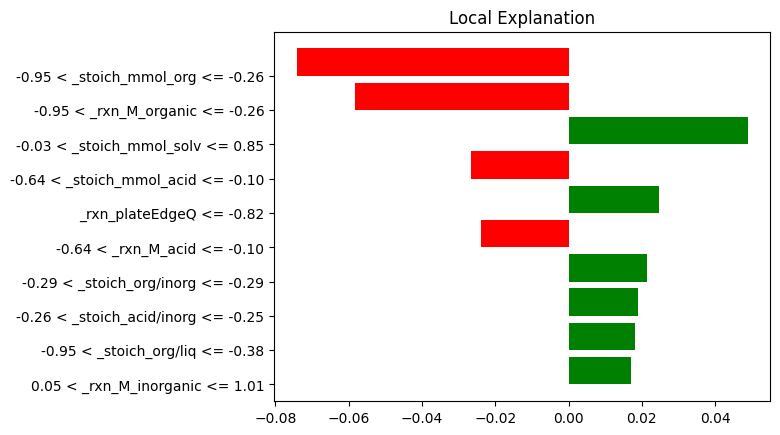 Local Explanation
-0.95 < _stoich_mmol_org <= -0.26
-0.95 < _rxn_M_organic <= -0.26
-0.03 < _stoich_mmol_solv <= 0.85
-0.64 < _stoich_mmol_acid <= -0.10
_rxn_plateEdgeQ <= -0.82
-0.64 < _rxn_M_acid <= -0.10
-0.29 < _stoich_org/inorg <= -0.29
-0.26 < _stoich_acid/inorg <= -0.25
-0.95 < _stoich_org/liq <= -0.38
0.05 < _rxn_M_inorganic <= 1.01
−0.08 −0.06 −0.04 −0.02 0.00 0.02 0.04